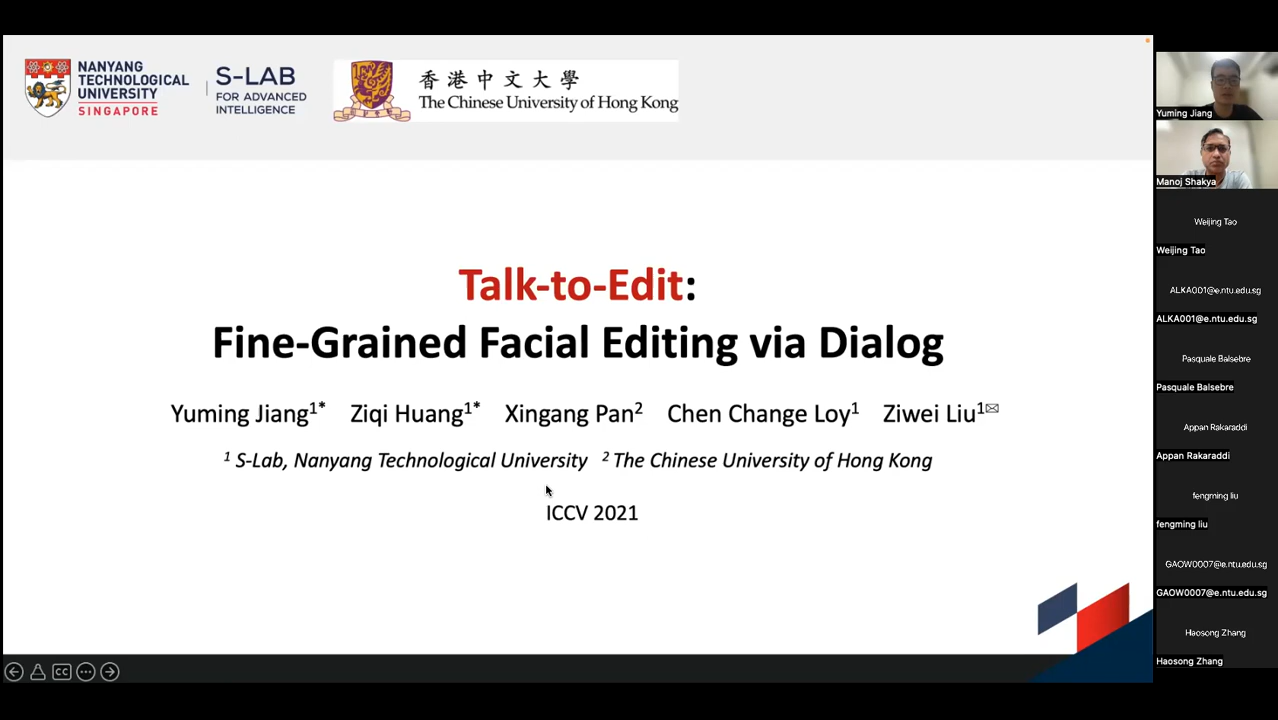 NANYANG
TECHNOLOGICAL
UNIVERSITY
SINGAPORE
S-LAB
FOR ADVANCED
INTELLIGENCE
香港中文大學
The Chinese University of Hong Kong
Talk-to-Edit:
Fine-Grained Facial Editing via Dialog
Yuming Jiang1* Ziqi Huang1* Xingang Pan2 Chen Change Loy1 Ziwei Liu1✉
1 S-Lab, Nanyang Technological University 2 The Chinese University of Hong Kong
ICCV 2021
CC
Yuming Jiang
Manoj Shakya
Weijing Tao
Weijing Tao
ALKA001@e.ntu.edu.sg
ALKA001@e.ntu.edu.sg
Pasquale Balsebre
Pasquale Balsebre
Appan Rakaraddi
Appan Rakaraddi
fengming liu
fengming liu
GAOW0007@e.ntu.edu.sg
GAOW0007@e.ntu.edu.sg
Haosong Zhang
Haosong Zhang